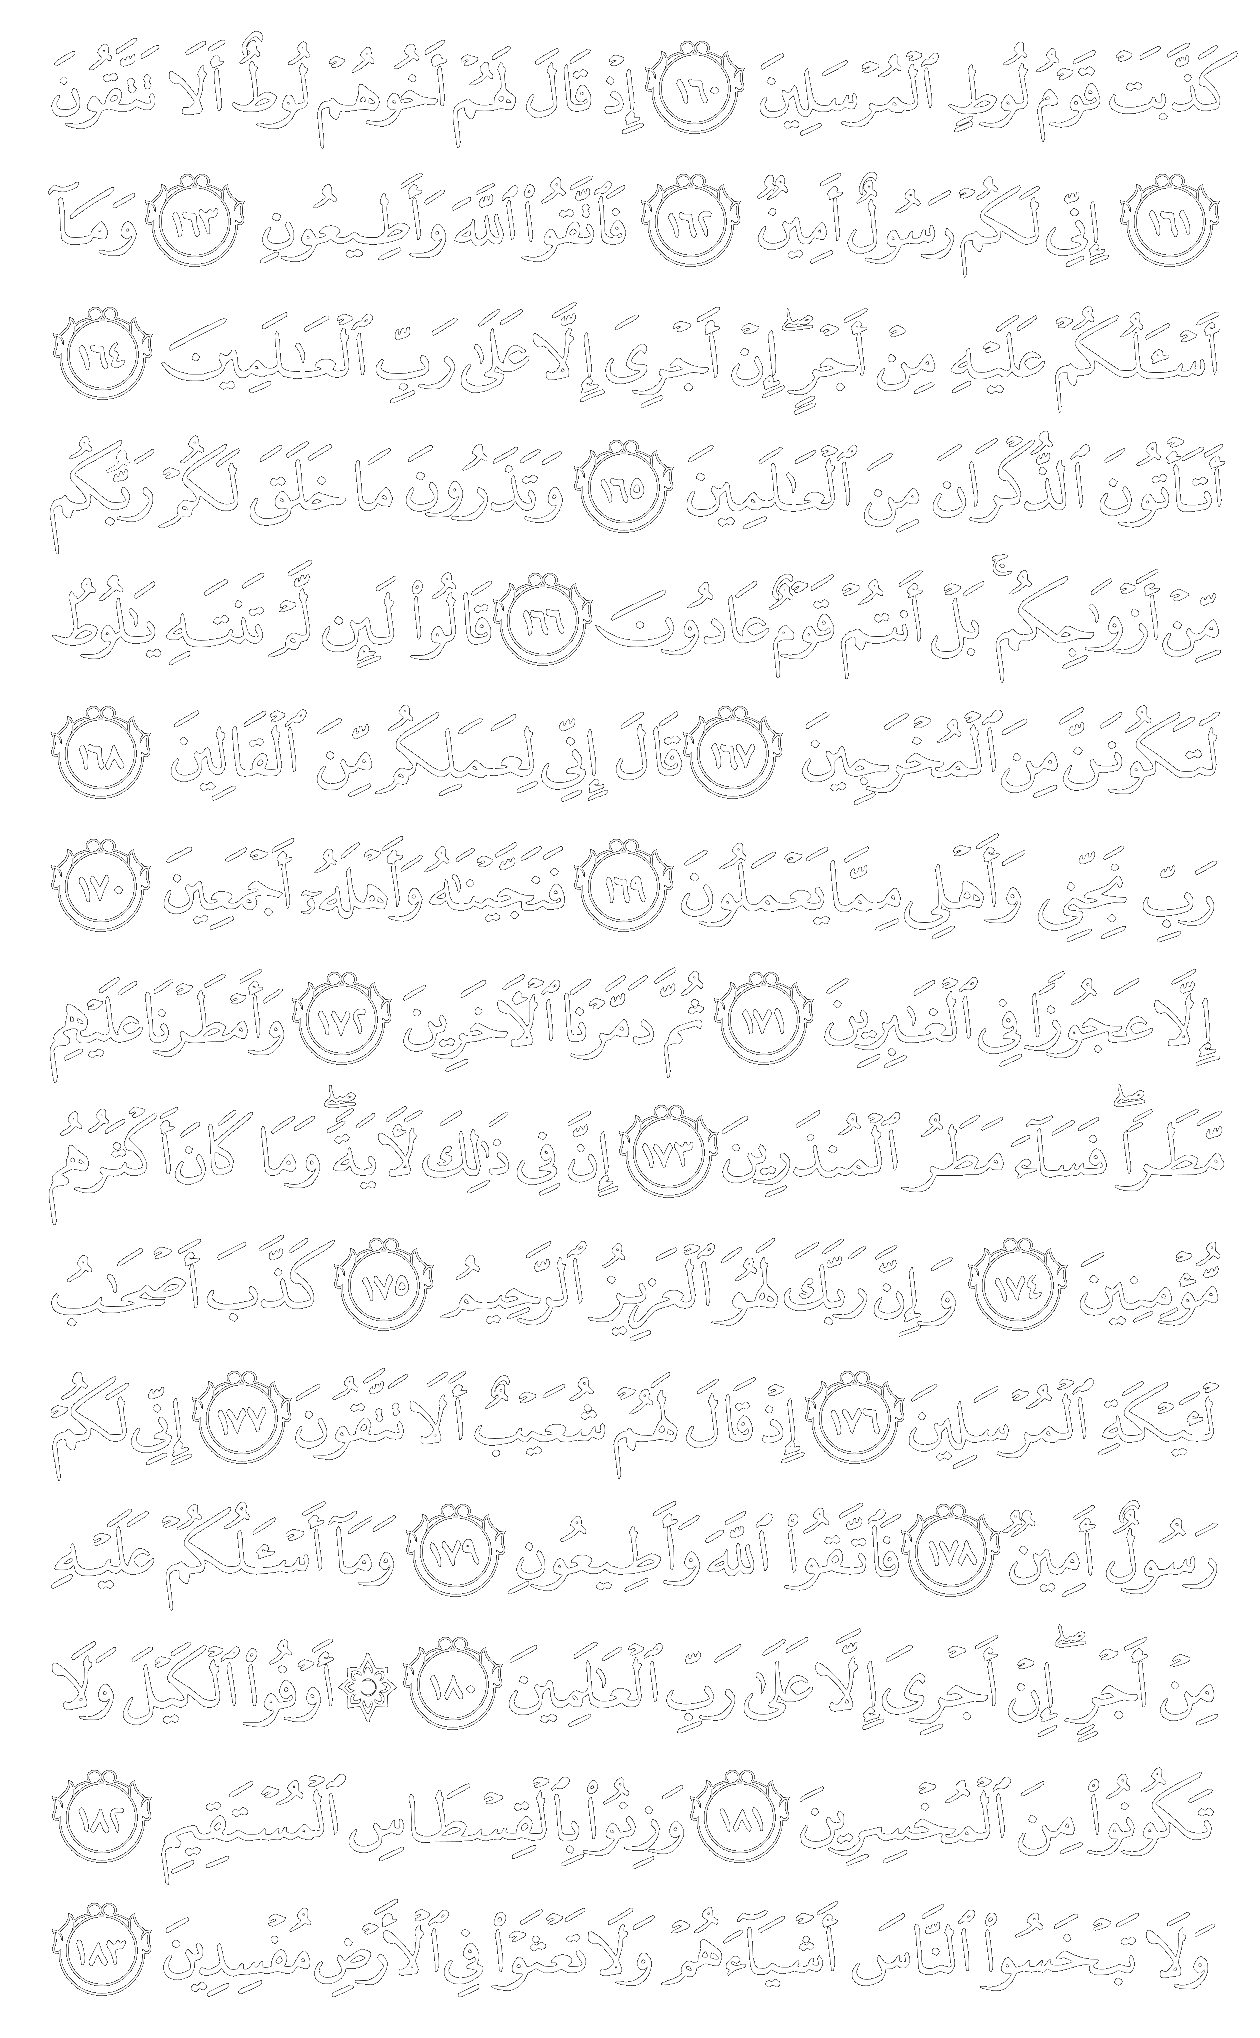 كَذَّبَتْ قَوْمُ لُوطٍ ٱلْمُرْسَلِينَ ١٦٠ إِذْ قَالَ لَهُمْ أَخُوهُمْ لُوطٌ أَلَا تَتَّقُونَ
١٦١ إِنِّى لَكُمْ رَسُولٌ أَمِينٌ ١٦٢ فَٱتَّقُوا۟ ٱللَّهَ وَأَطِيعُونِ ١٦٣ وَمَآ
أَسْـَٔلُكُمْ عَلَيْهِ مِنْ أَجْرٍ ۖ إِنْ أَجْرِىَ إِلَّا عَلَىٰ رَبِّ ٱلْعَـٰلَمِينَ ١٦٤
أَتَأْتُونَ ٱلذُّكْرَانَ مِنَ ٱلْعَـٰلَمِينَ ١٦٥ وَتَذَرُونَ مَا خَلَقَ لَكُمْ رَبُّكُم
مِّنْ أَزْوَٰجِكُم ۚ بَلْ أَنتُمْ قَوْمٌ عَادُونَ ١٦٦ قَالُوا۟ لَئِن لَّمْ تَنتَهِ يَـٰلُوطُ
لَتَكُونَنَّ مِنَ ٱلْمُخْرَجِينَ ١٦٧ قَالَ إِنِّى لِعَمَلِكُم مِّنَ ٱلْقَالِينَ ١٦٨
رَبِّ نَجِّنِى وَأَهْلِى مِمَّا يَعْمَلُونَ ١٦٩ فَنَجَّيْنَـٰهُ وَأَهْلَهُۥٓ أَجْمَعِينَ ١٧٠
إِلَّا عَجُوزًا فِى ٱلْغَـٰبِرِينَ ١٧١ ثُمَّ دَمَّرْنَا ٱلْـَٔاخَرِينَ ١٧٢ وَأَمْطَرْنَا عَلَيْهِم
مَّطَرًا ۖ فَسَآءَ مَطَرُ ٱلْمُنذَرِينَ ١٧٣ إِنَّ فِى ذَٰلِكَ لَـَٔايَةً ۖ وَمَا كَانَ أَكْثَرُهُم
مُّؤْمِنِينَ ١٧٤ وَإِنَّ رَبَّكَ لَهُوَ ٱلْعَزِيزُ ٱلرَّحِيمُ ١٧٥ كَذَّبَ أَصْحَـٰبُ
لْـَٔيْكَةِ ٱلْمُرْسَلِينَ ١٧٦ إِذْ قَالَ لَهُمْ شُعَيْبٌ أَلَا تَتَّقُونَ ١٧٧ إِنِّى لَكُمْ
رَسُولٌ أَمِينٌ ١٧٨ فَٱتَّقُوا۟ ٱللَّهَ وَأَطِيعُونِ ١٧٩ وَمَآ أَسْـَٔلُكُمْ عَلَيْهِ
مِنْ أَجْرٍ ۖ إِنْ أَجْرِىَ إِلَّا عَلَىٰ رَبِّ ٱلْعَـٰلَمِينَ ١٨٠ ۞ أَوْفُوا۟ ٱلْكَيْلَ وَلَا
تَكُونُوا۟ مِنَ ٱلْمُخْسِرِينَ ١٨١ وَزِنُوا۟ بِٱلْقِسْطَاسِ ٱلْمُسْتَقِيمِ ١٨٢
وَلَا تَبْخَسُوا۟ ٱلنَّاسَ أَشْيَآءَهُمْ وَلَا تَعْثَوْا۟ فِى ٱلْأَرْضِ مُفْسِدِينَ ١٨٣